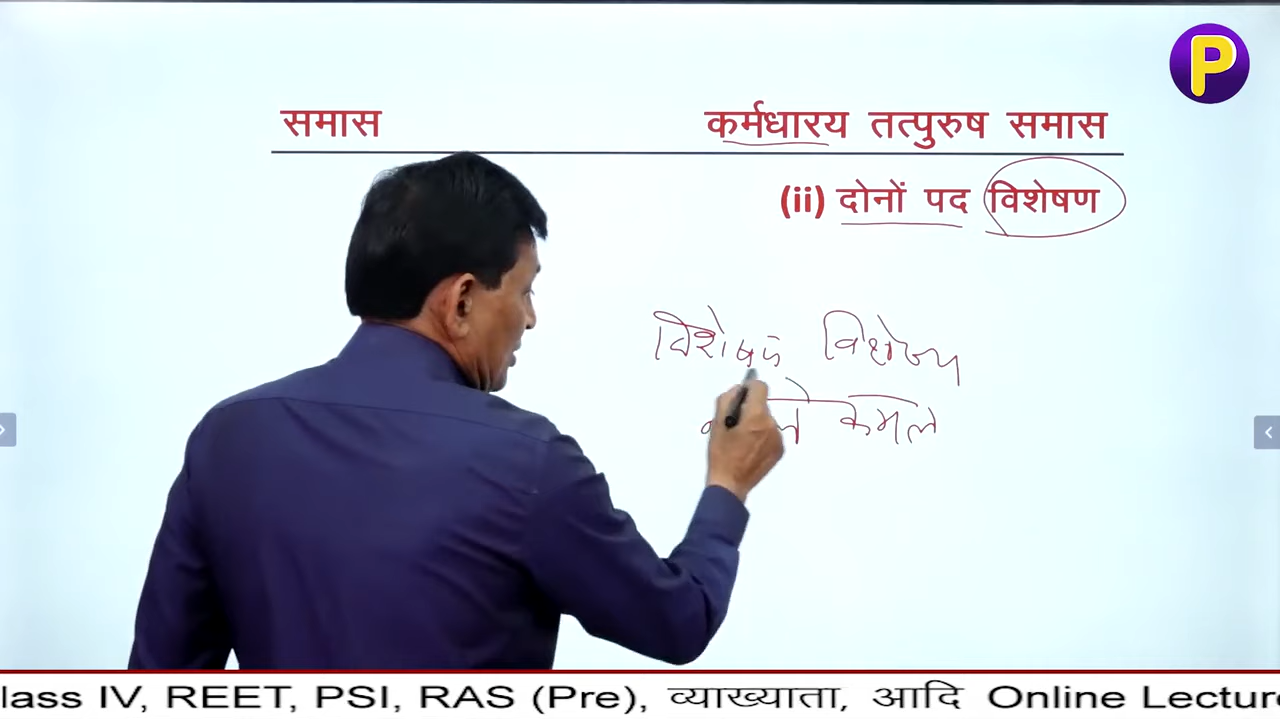 P
समास कर्मधारय तत्पुरुष समास
(ii) दोनों पद विशेषण
विशेषण विशेष्य
कमल
lass IV, REET, PSI, RAS (Pre), व्याख्याता, आदि Online Lecture